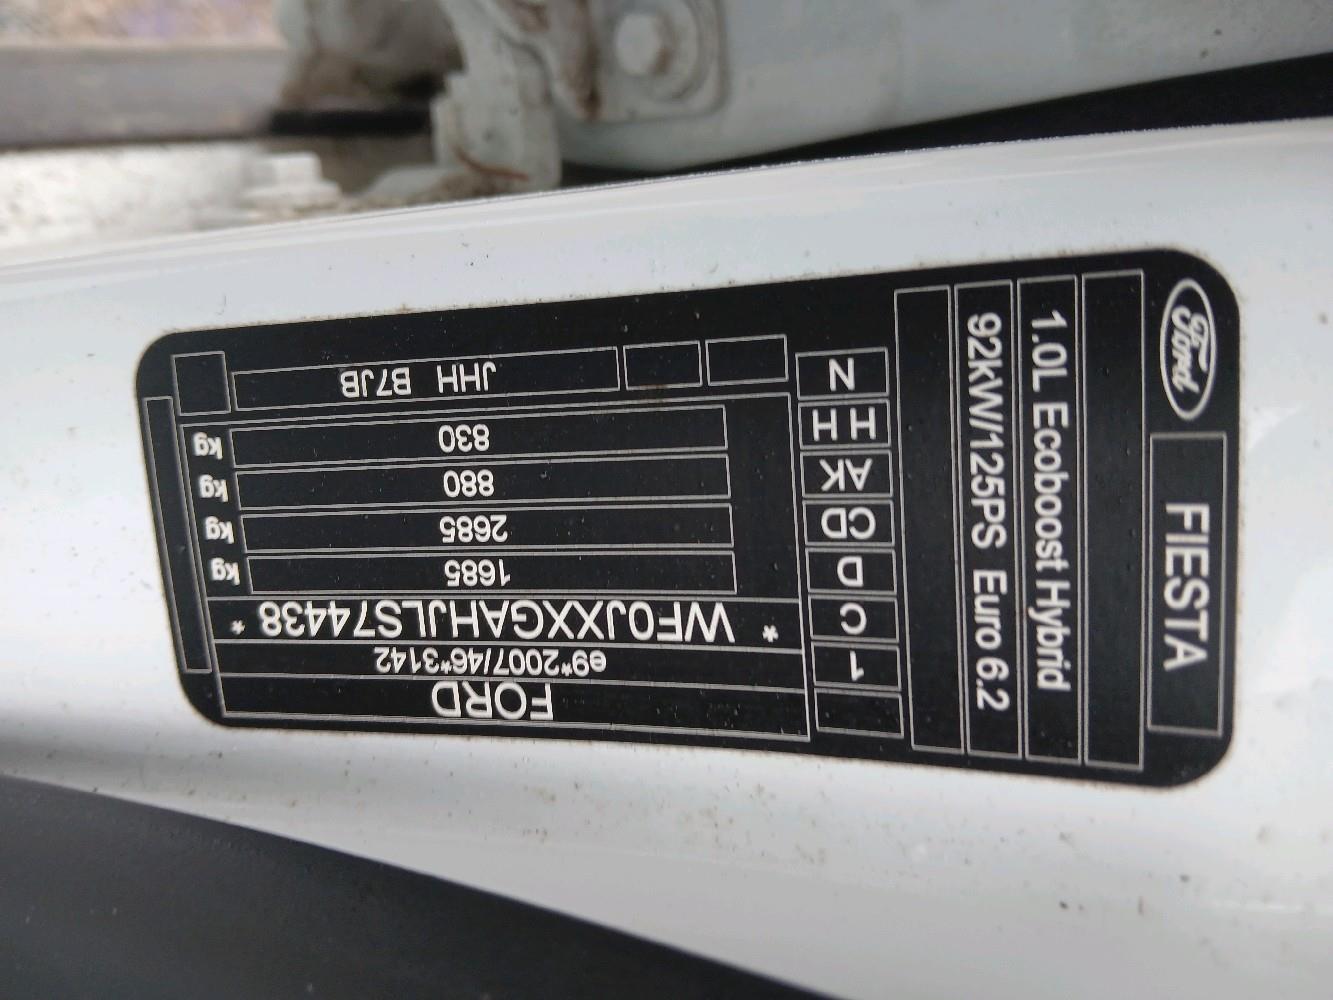 FORD
e9*2007/46*3142
* WF0JXXGAHJLS74438 *
1685 kg
2685 kg
880 kg
830 kg
JHH B7JB
1
C
D
CD
AK
HH
N
Ford
FIESTA
1.0L Ecoboost Hybrid
92kW/125PS Euro 6.2